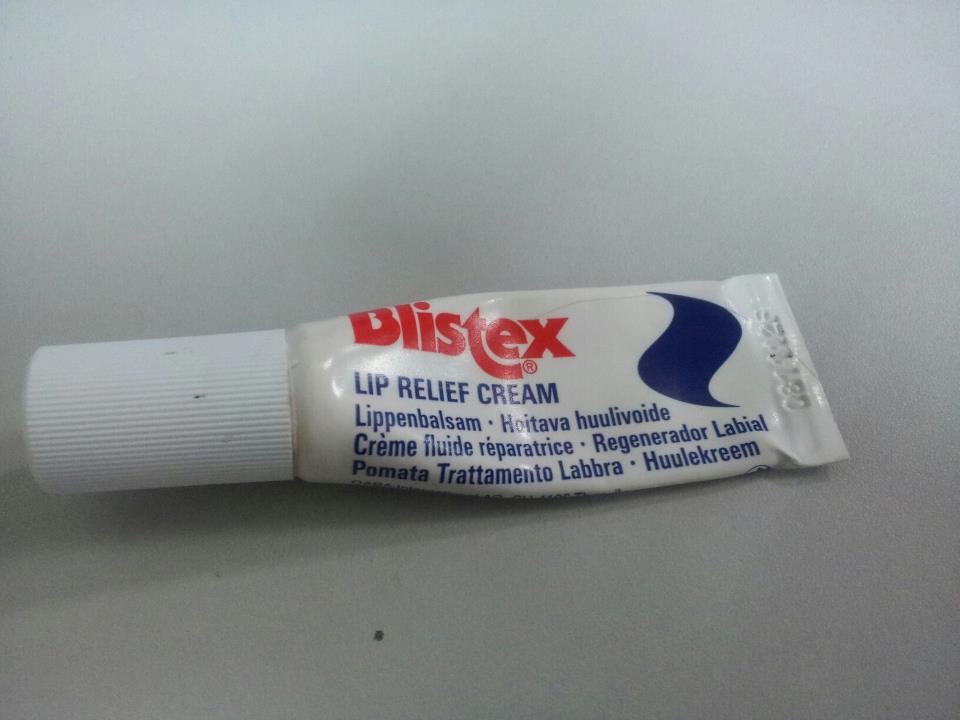 Blistex®
LIP RELIEF CREAM
Lippenbalsam · Hoitava huulivoide
Crème fluide réparatrice · Regenerador Labial
Pomata Trattamento Labbra · Huulekreem